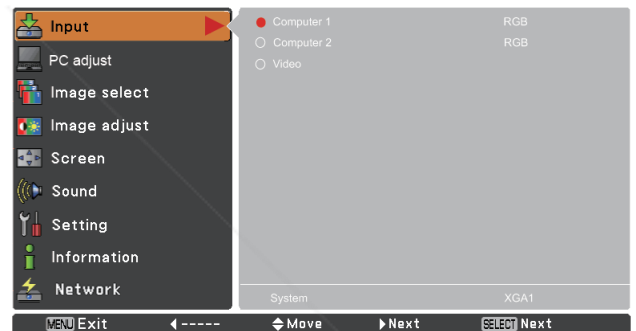 Input
PC adjust
Image select
Image adjust
Screen
Sound
Setting
Information
Network
Computer 1 RGB
Computer 2 RGB
Video
System XGA1
MENU Exit ----- Move Next SELECT Next